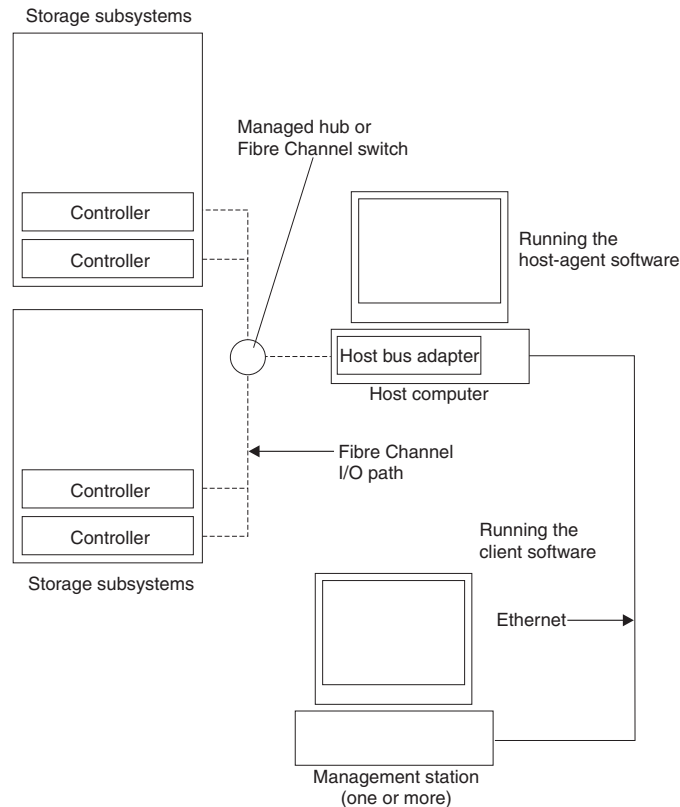 Storage subsystems
Managed hub or
Fibre Channel switch
Controller
Controller
Running the
host-agent software
Host bus adapter
Host computer
Fibre Channel
I/O path
Controller
Controller
Storage subsystems
Running the
client software
Ethernet
Management station
(one or more)